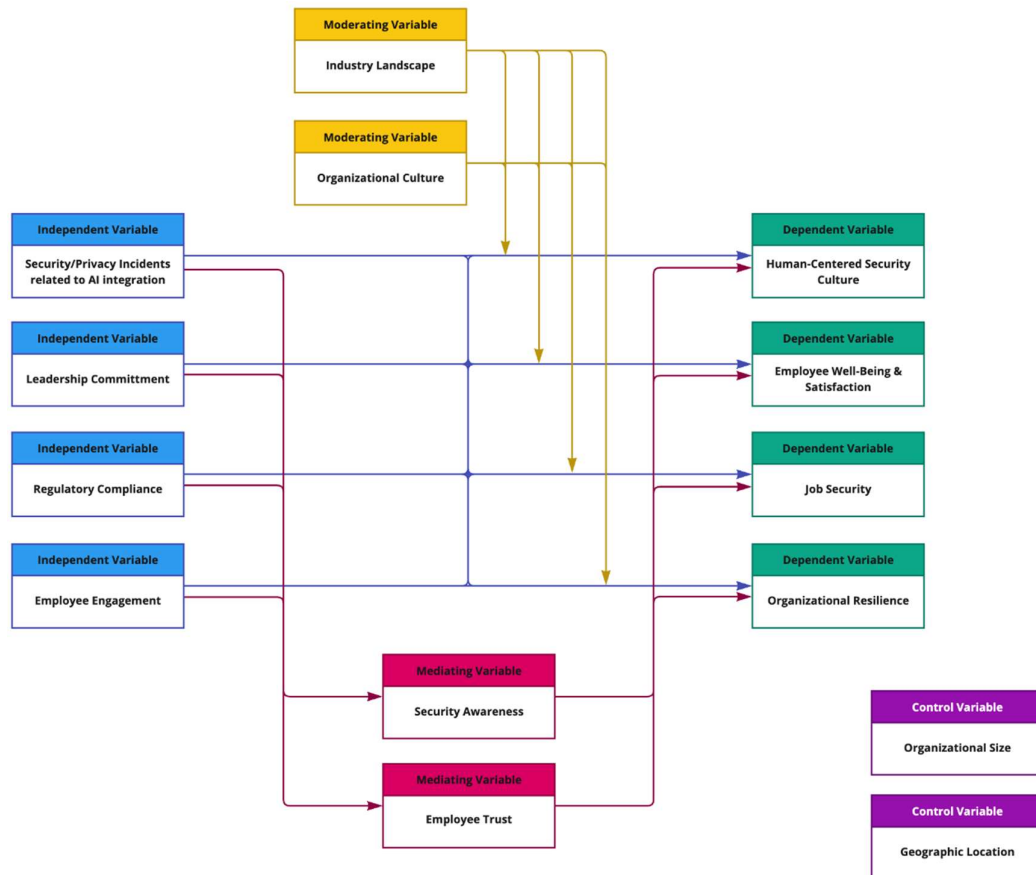 Moderating Variable
Industry Landscape
Moderating Variable
Organizational Culture
Independent Variable
Security/Privacy Incidents
related to AI integration
Independent Variable
Leadership Committment
Independent Variable
Regulatory Compliance
Independent Variable
Employee Engagement
Dependent Variable
Human-Centered Security
Culture
Dependent Variable
Employee Well-Being &
Satisfaction
Dependent Variable
Job Security
Dependent Variable
Organizational Resilience
Mediating Variable
Security Awareness
Mediating Variable
Employee Trust
Control Variable
Organizational Size
Control Variable
Geographic Location